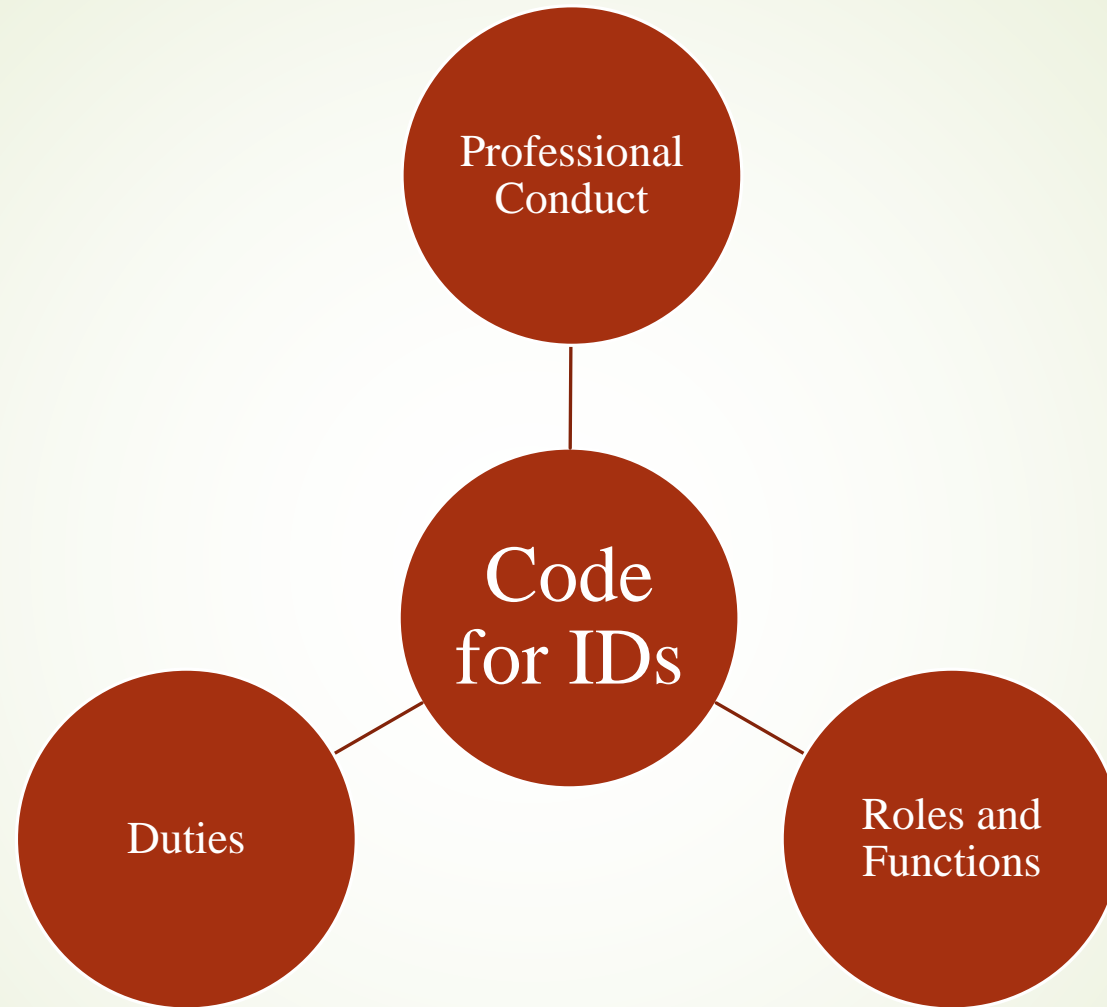 Professional
Conduct
Code
for IDs
Duties
Roles and
Functions